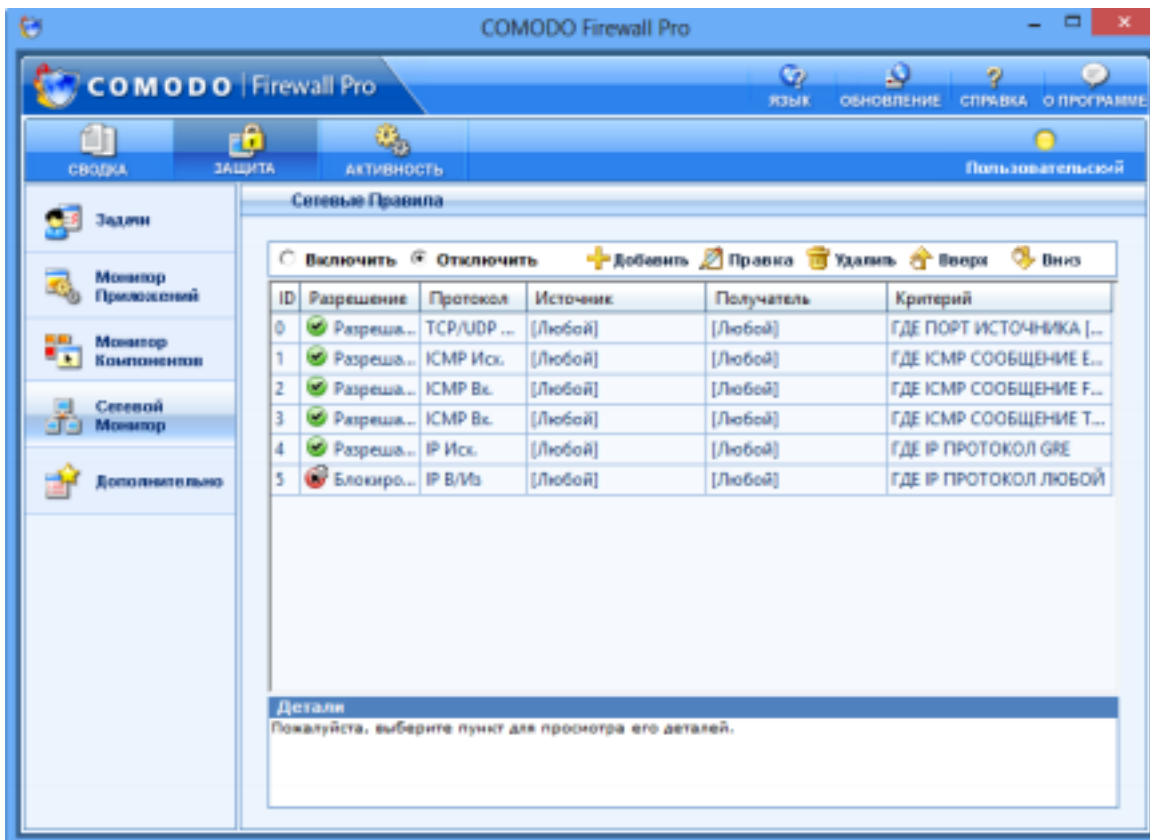 COMODO Firewall Pro
COMODO Firewall Pro
ЯЗЫК ОБНОВЛЕНИЕ СПРАВКА О ПРОГРАММЕ
СВОДКА ЗАЩИТА АКТИВНОСТЬ
Пользовательский
Задачи
Монитор
Приложений
Монитор
Компонентов
Сетевой
Монитор
Дополнительно
Сетевые Правила
Включить Отключить Добавить Правка Удалить Вверх Вниз
ID Разрешение Протокол Источник Получатель Критерий
0 Разреша... TCP/UDP ... [Любой] [Любой] ГДЕ ПОРТ ИСТОЧНИКА [...
1 Разреша... ICMP Исх. [Любой] [Любой] ГДЕ ICMP СООБЩЕНИЕ E...
2 Разреша... ICMP Вх. [Любой] [Любой] ГДЕ ICMP СООБЩЕНИЕ F...
3 Разреша... ICMP Вх. [Любой] [Любой] ГДЕ ICMP СООБЩЕНИЕ T...
4 Разреша... IP Исх. [Любой] [Любой] ГДЕ IP ПРОТОКОЛ GRE
5 Блокиро... IP В/Из [Любой] [Любой] ГДЕ IP ПРОТОКОЛ ЛЮБОЙ
Детали
Пожалуйста, выберите пункт для просмотра его деталей.